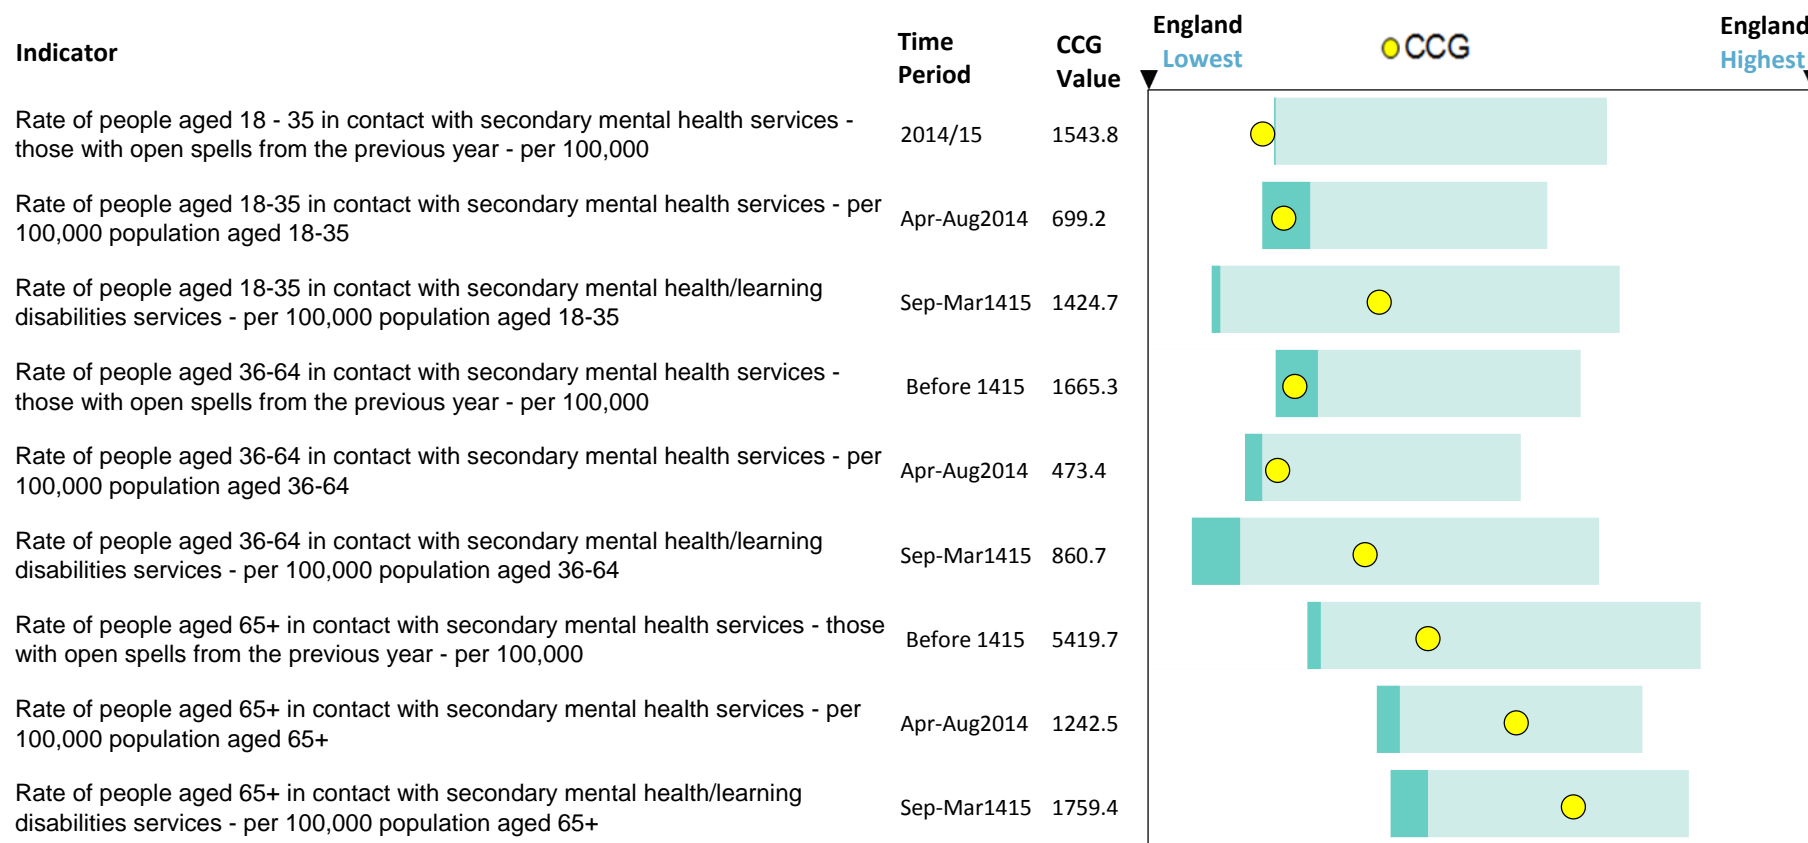 Indicator
Time Period
CCG Value
England Lowest
CCG
England Highest
Rate of people aged 18 - 35 in contact with secondary mental health services -
those with open spells from the previous year - per 100,000
2014/15
1543.8
Rate of people aged 18-35 in contact with secondary mental health services - per
100,000 population aged 18-35
Apr-Aug2014
699.2
Rate of people aged 18-35 in contact with secondary mental health/learning
disabilities services - per 100,000 population aged 18-35
Sep-Mar1415
1424.7
Rate of people aged 36-64 in contact with secondary mental health services -
those with open spells from the previous year - per 100,000
Before 1415
1665.3
Rate of people aged 36-64 in contact with secondary mental health services - per
100,000 population aged 36-64
Apr-Aug2014
473.4
Rate of people aged 36-64 in contact with secondary mental health/learning
disabilities services - per 100,000 population aged 36-64
Sep-Mar1415
860.7
Rate of people aged 65+ in contact with secondary mental health services - those
with open spells from the previous year - per 100,000
Before 1415
5419.7
Rate of people aged 65+ in contact with secondary mental health services - per
100,000 population aged 65+
Apr-Aug2014
1242.5
Rate of people aged 65+ in contact with secondary mental health/learning
disabilities services - per 100,000 population aged 65+
Sep-Mar1415
1759.4